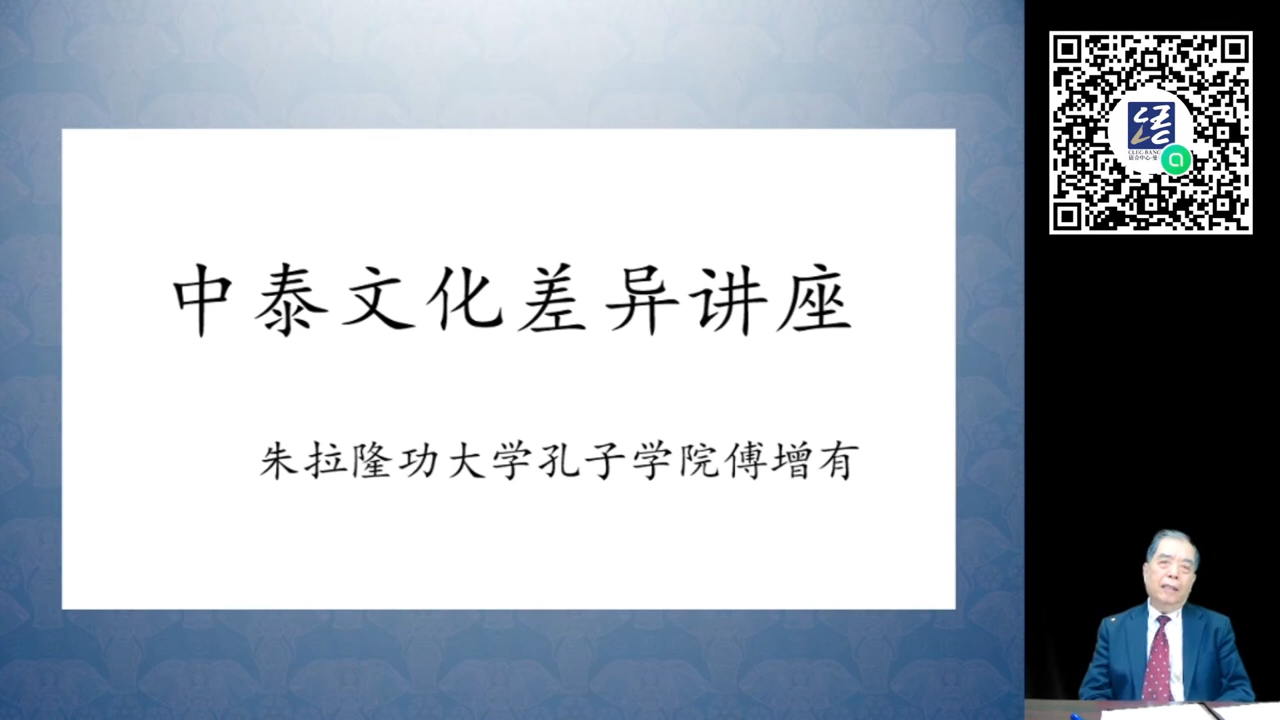 中泰文化差异讲座
朱拉隆功大学孔子学院傅增有
语